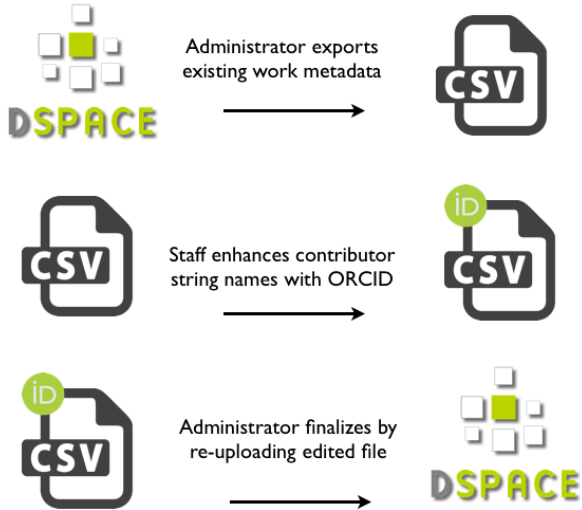 Administrator exports
existing work metadata
DSPACE
CSV
Staff enhances contributor
string names with ORCID
CSV
iD
CSV
iD
CSV
Administrator finalizes by
re-uploading edited file
DSPACE